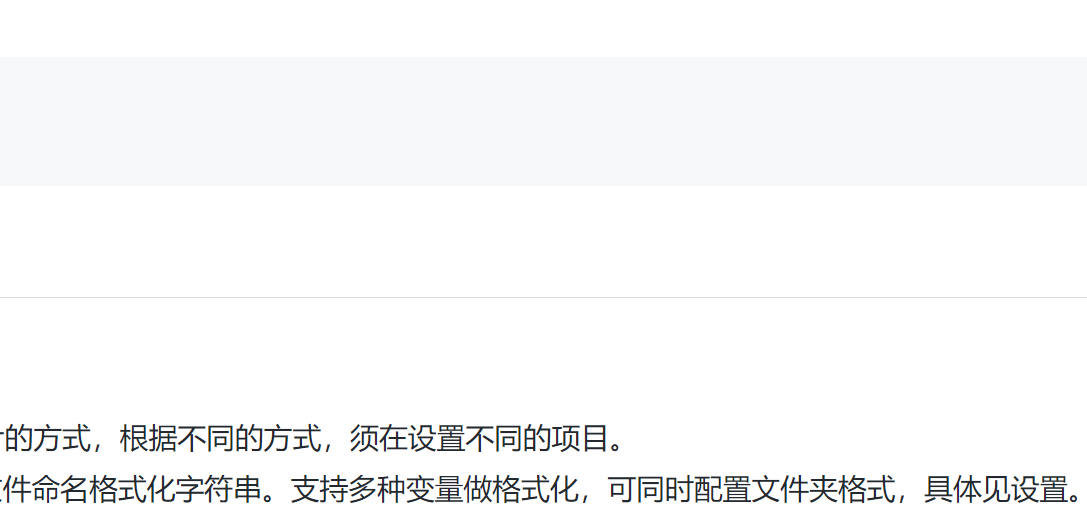 的方式，根据不同的方式，须在设置不同的项目。
件命名格式化字符串。支持多种变量做格式化，可同时配置文件夹格式，具体见设置。